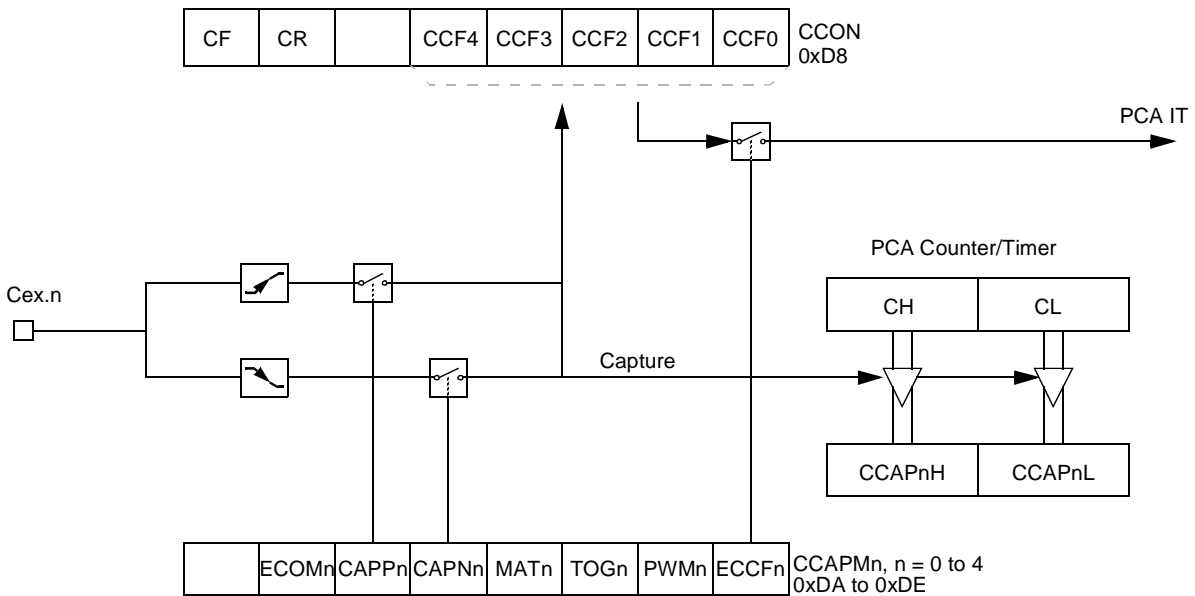 CF CR CCF4 CCF3 CCF2 CCF1 CCF0 CCON
0xD8
PCA IT
PCA Counter/Timer
Cex.n
CH CL
Capture
CCAPnH CCAPnL
ECOMn CAPPn CAPNn MATn TOGn PWMn ECCFn CCAPMn, n = 0 to 4
0xDA to 0xDE